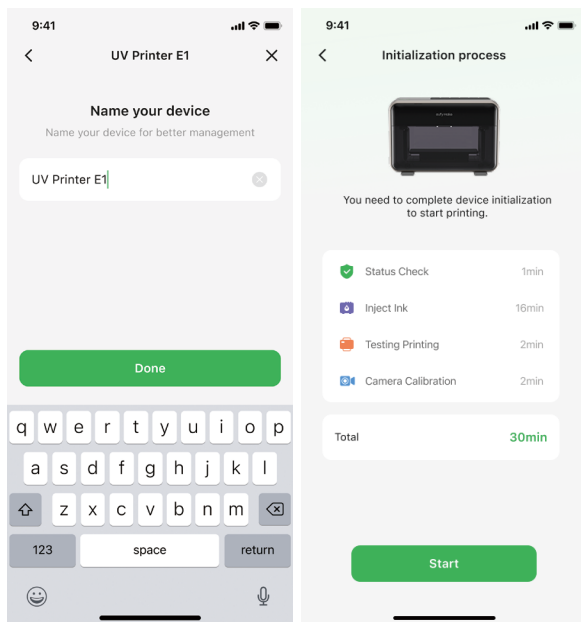 9:41
UV Printer E1
Name your device
Name your device for better management
UV Printer E1
Done
q w e r t y u i o p
a s d f g h j k l
z x c v b n m
123 space return
9:41
Initialization process
You need to complete device initialization
to start printing.
Status Check 1min
Inject Ink 16min
Testing Printing 2min
Camera Calibration 2min
Total 30min
Start